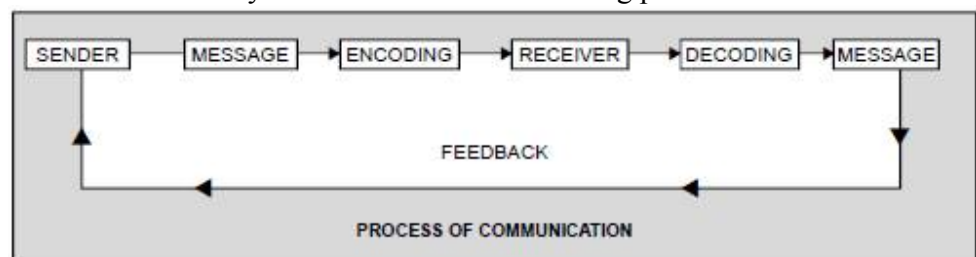 SENDER MESSAGE ENCODING RECEIVER DECODING MESSAGE
FEEDBACK
PROCESS OF COMMUNICATION